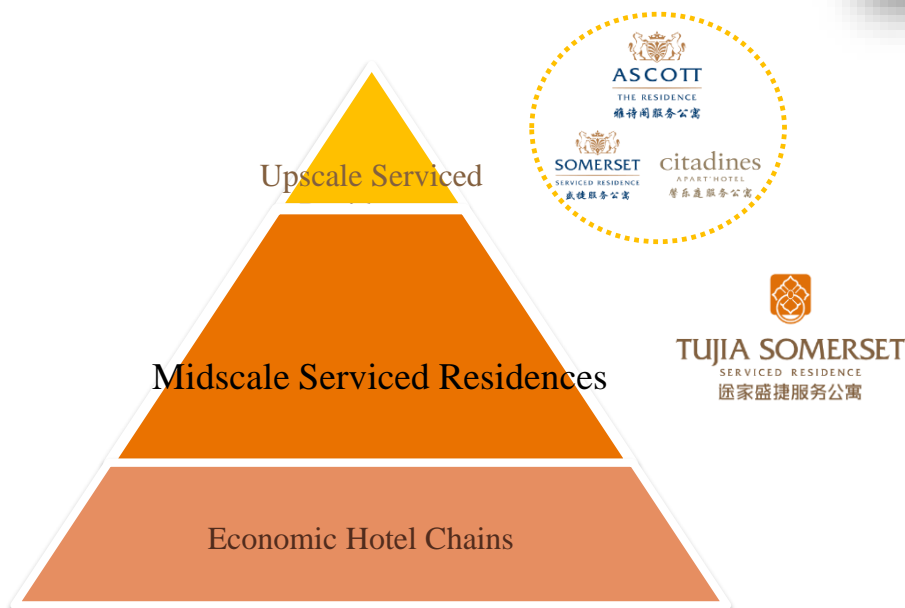 ASCOTT
THE RESIDENCE
雅诗阁服务公寓
Upscale Serviced
SOMERSET
SERVICED RESIDENCE
盛捷服务公寓
citadines
APART'HOTEL
馨乐庭服务公寓
Midscale Serviced Residences
TUJIA SOMERSET
SERVICED RESIDENCE
途家盛捷服务公寓
Economic Hotel Chains